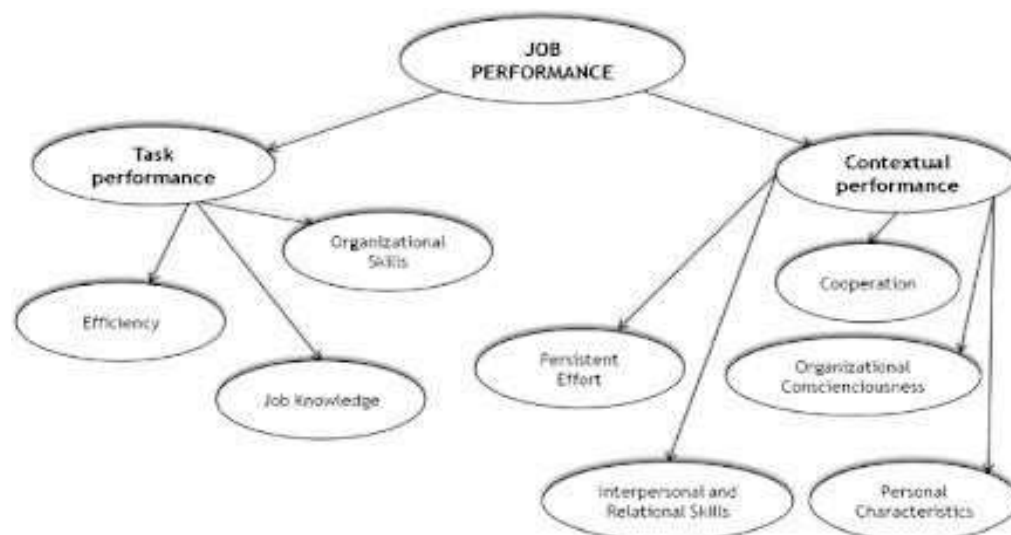 JOB
PERFORMANCE
Task
performance
Contextual
performance
Organizational
Skills
Efficiency
Job Knowledge
Cooperation
Persistent
Effort
Organizational
Conscienciousness
Interpersonal and
Relational Skills
Personal
Characteristics